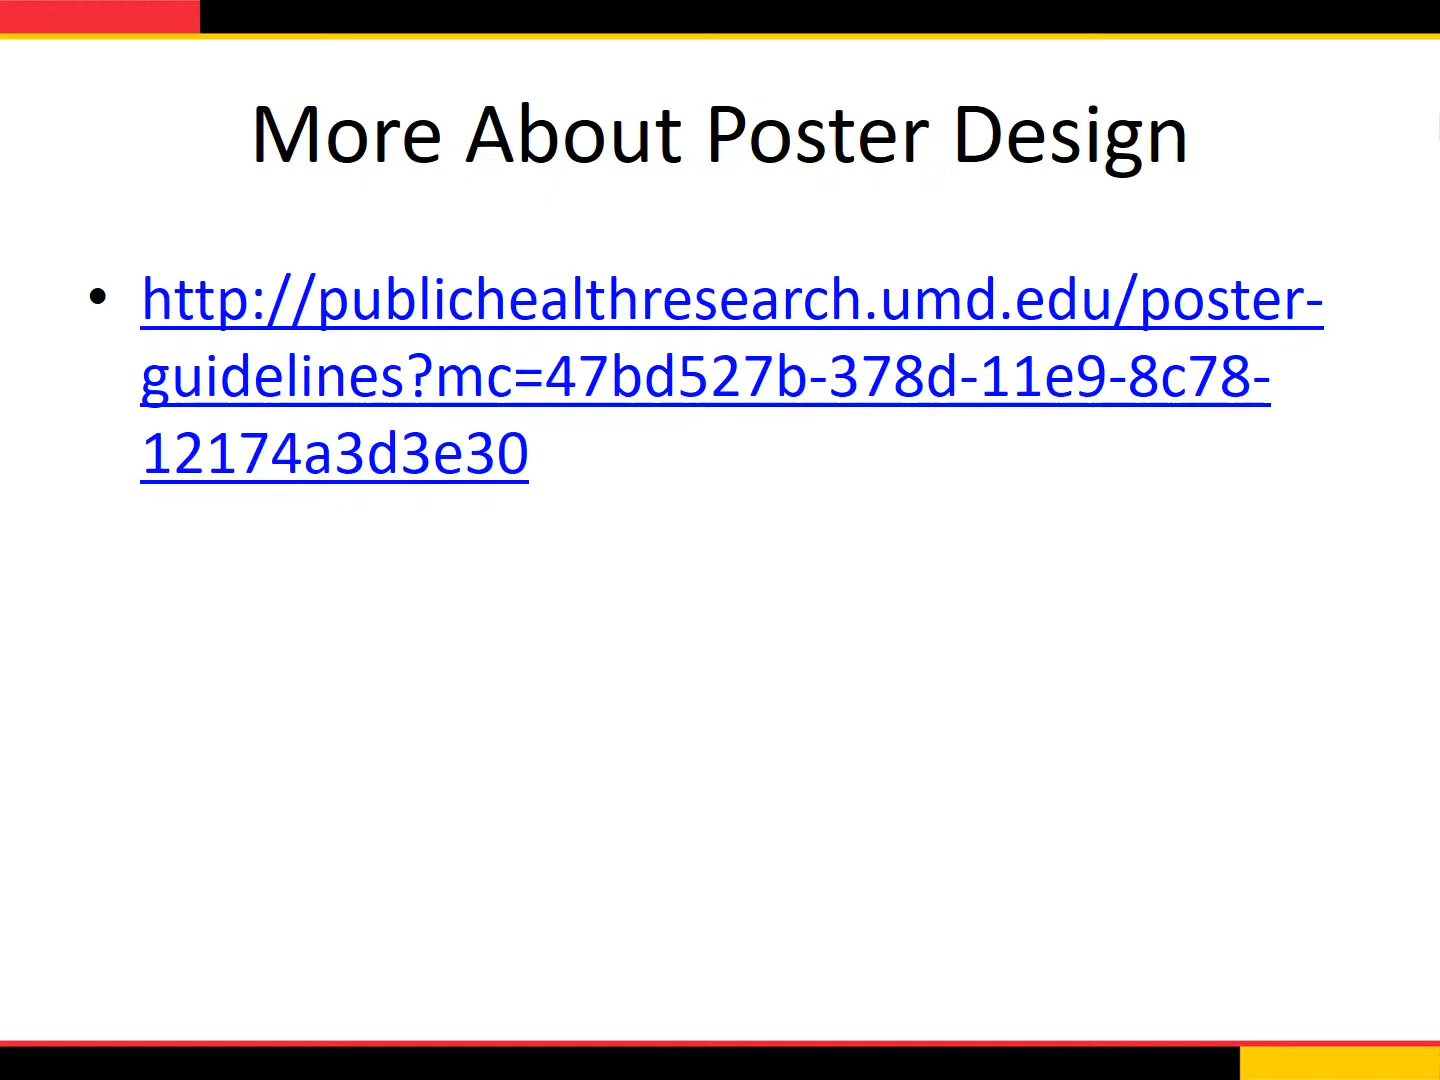 More About Poster Design
• http://publichealthresearch.umd.edu/poster-
guidelines?mc=47bd527b-378d-11e9-8c78-
12174a3d3e30